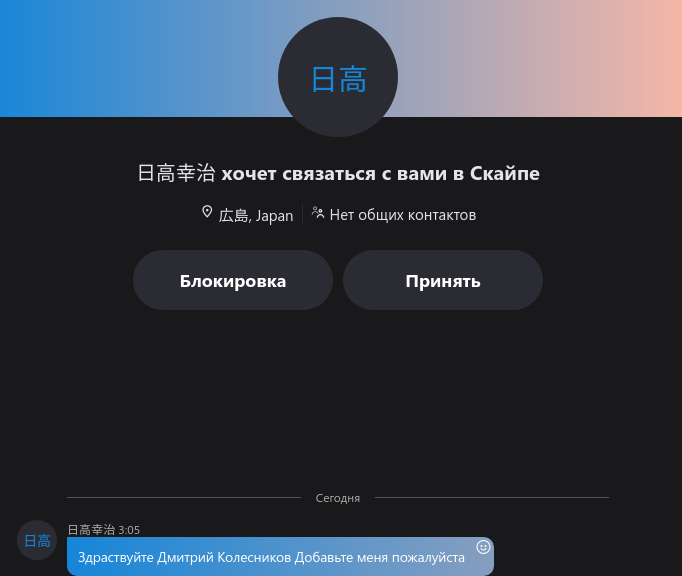 日高
日高幸治 хочет связаться с вами в Скайпе
広島, Japan Нет общих контактов
Блокировка Принять
Сегодня
日高幸治 3:05
日高 Здраствуйте Дмитрий Колесников Добавьте меня пожалуйста